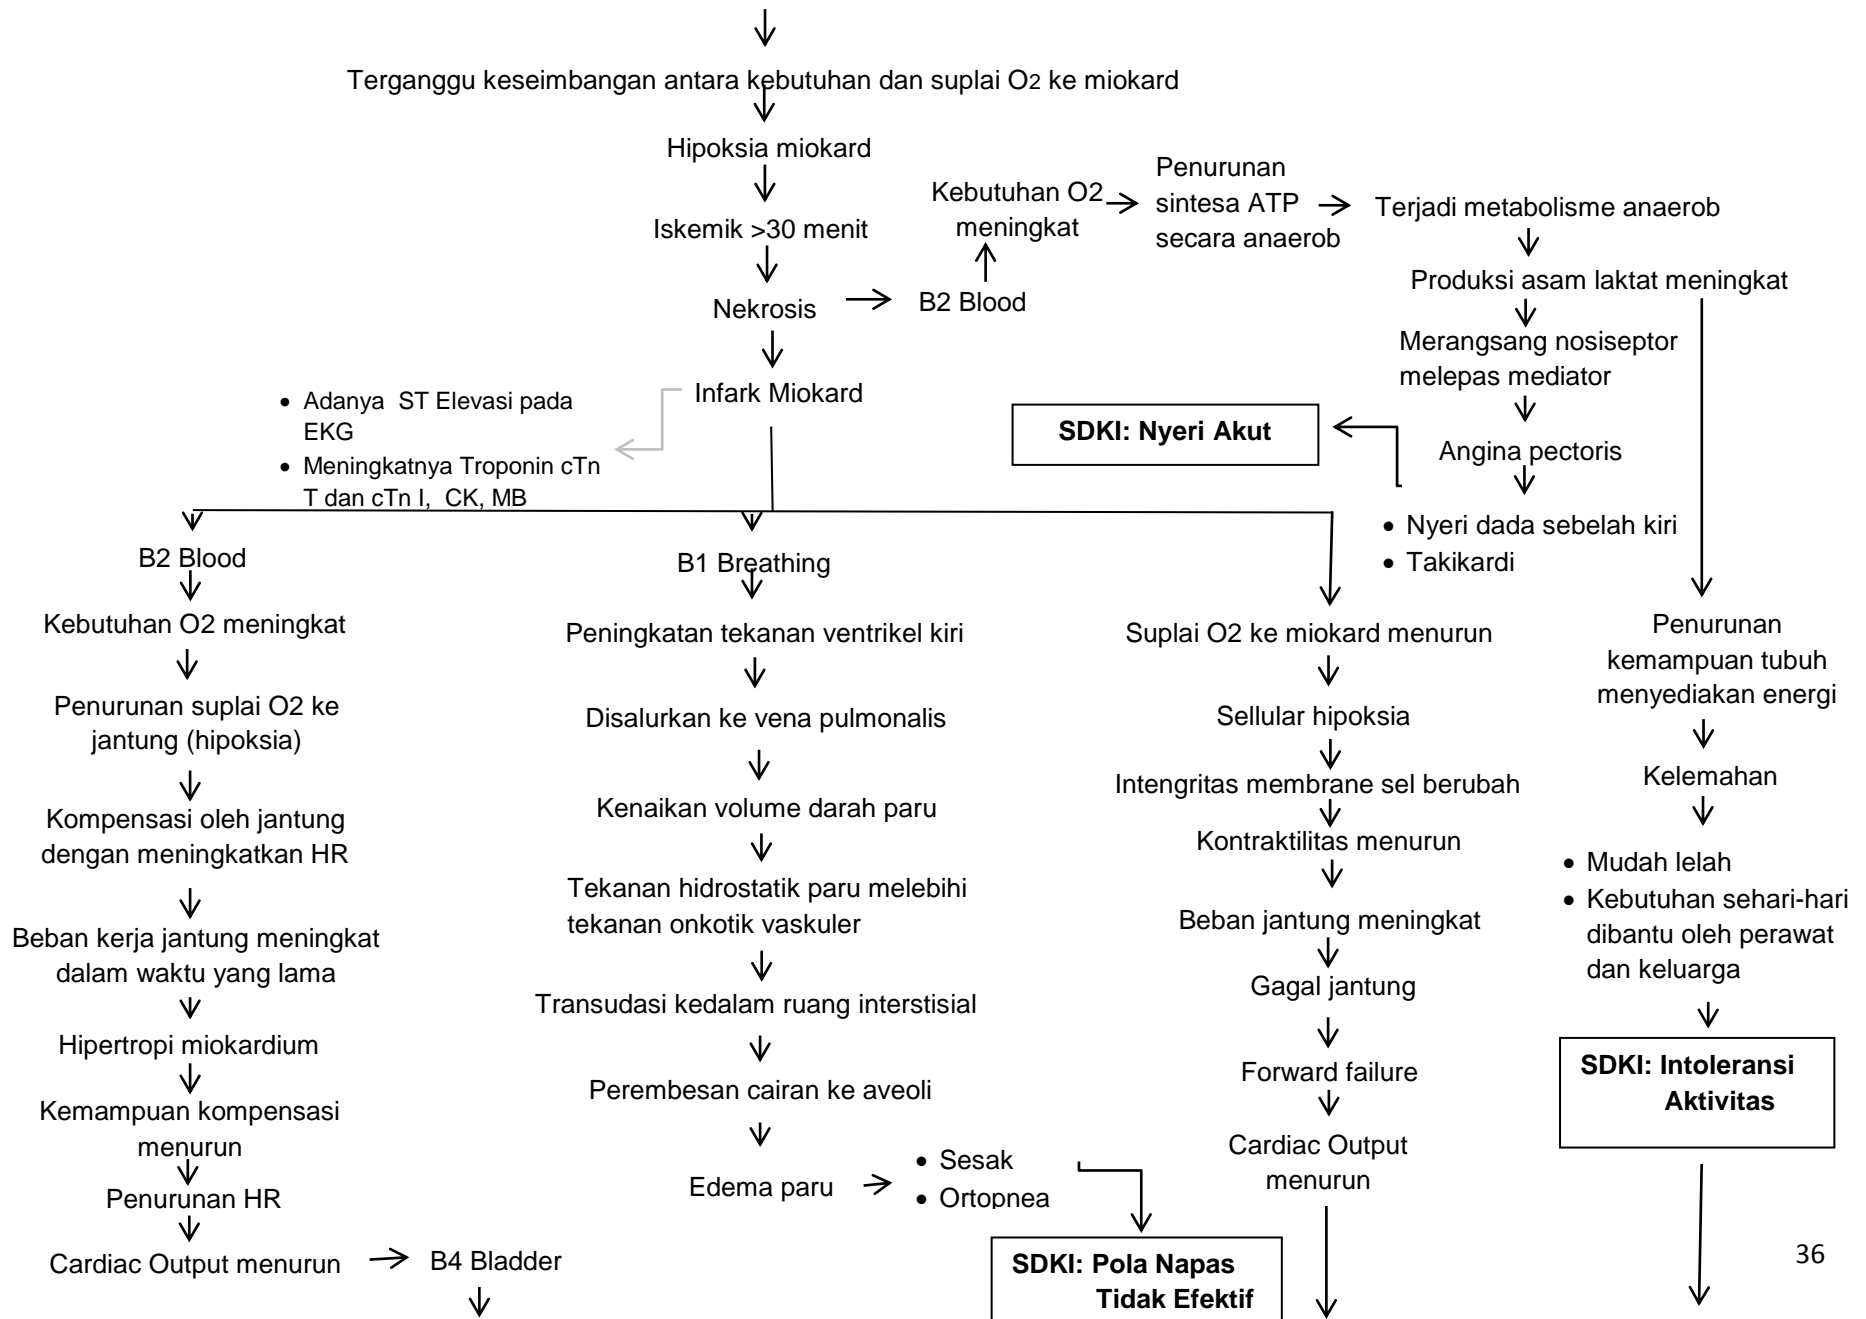 Terganggu keseimbangan antara kebutuhan dan suplai O2 ke miokard
Hipoksia miokard
Iskemik >30 menit
Nekrosis
B2 Blood
Kebutuhan O2
meningkat
Penurunan
sintesa ATP
secara anaerob
Terjadi metabolisme anaerob
Produksi asam laktat meningkat
Merangsang nosiseptor
melepas mediator
Angina pectoris
• Nyeri dada sebelah kiri
• Takikardi
SDKI: Nyeri Akut
Infark Miokard
• Adanya ST Elevasi pada
EKG
• Meningkatnya Troponin cTn
T dan cTn I, CK, MB
B2 Blood
Kebutuhan O2 meningkat
Penurunan suplai O2 ke
jantung (hipoksia)
Kompensasi oleh jantung
dengan meningkatkan HR
Beban kerja jantung meningkat
dalam waktu yang lama
Hipertropi miokardium
Kemampuan kompensasi
menurun
Penurunan HR
Cardiac Output menurun
B4 Bladder
B1 Breathing
Peningkatan tekanan ventrikel kiri
Disalurkan ke vena pulmonalis
Kenaikan volume darah paru
Tekanan hidrostatik paru melebihi
tekanan onkotik vaskuler
Transudasi kedalam ruang interstisial
Perembesan cairan ke aveoli
Edema paru
• Sesak
• Ortopnea
SDKI: Pola Napas
Tidak Efektif
Suplai O2 ke miokard menurun
Sellular hipoksia
Intengritas membrane sel berubah
Kontraktilitas menurun
Beban jantung meningkat
Gagal jantung
Forward failure
Cardiac Output
menurun
Penurunan
kemampuan tubuh
menyediakan energi
Kelemahan
• Mudah lelah
• Kebutuhan sehari-hari
dibantu oleh perawat
dan keluarga
SDKI: Intoleransi
Aktivitas
36